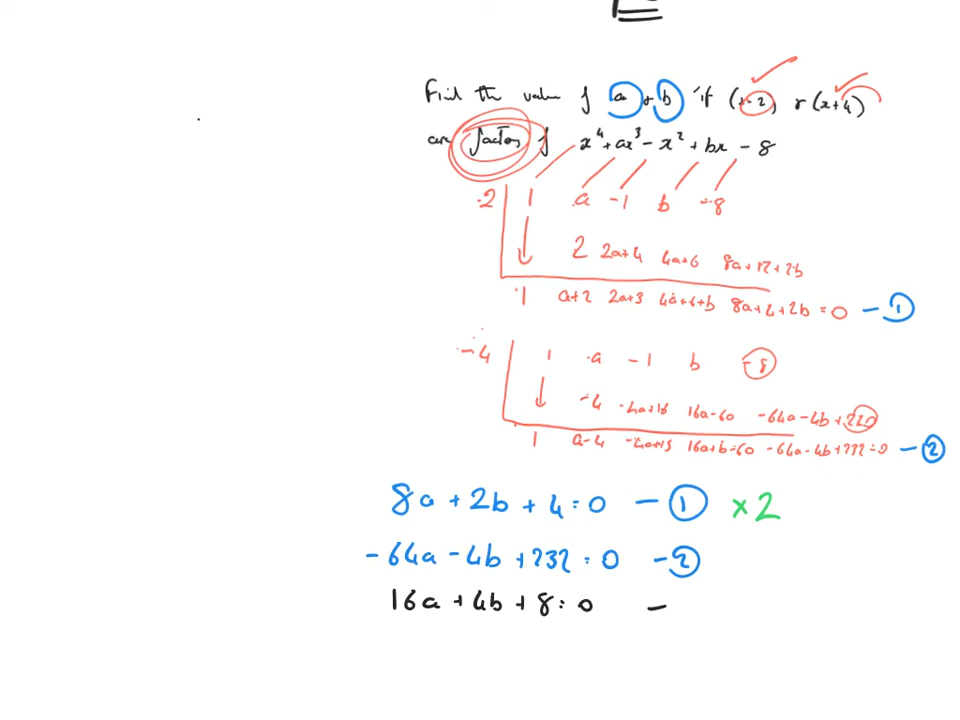 Find the value of a + b if (x-2) & (x+4)
are factors of x⁴ + ax³ - x² + bx - 8
2 | 1 a -1 b -8
2 2a+4 4a+6 8a+12+2b
1 a+2 2a+3 4a+6+b 8a+4+2b = 0 - ①
-4 | 1 a -1 b -8
-4 -4a+16 16a-60 -64a-4b+240
1 a-4 -4a+15 16a+b-60 -64a-4b+232=0 - ②
8a + 2b + 4 = 0 - ① ×2
-64a - 4b + 232 = 0 - ②
16a + 4b + 8 = 0 -